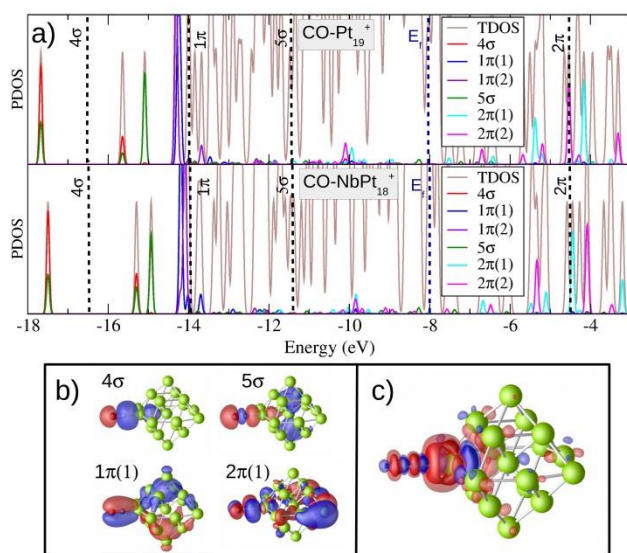 a)
4σ
1π
5σ
CO-Pt19+
Ef
2π
TDOS
4σ
1π(1)
1π(2)
5σ
2π(1)
2π(2)
PDOS
4σ
1π
5σ
CO-NbPt18+
Ef
2π
TDOS
4σ
1π(1)
1π(2)
5σ
2π(1)
2π(2)
PDOS
-18 -16 -14 -12 -10 -8 -6 -4
Energy (eV)
b) 4σ 5σ
1π(1) 2π(1)
c)